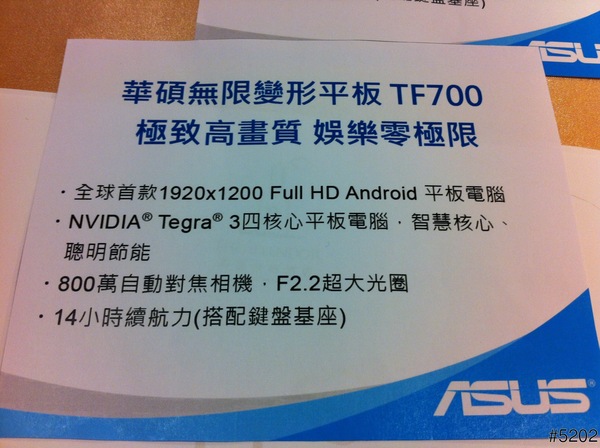 鍵盤基座)
ASUS
華碩無限變形平板 TF700
極致高畫質 娛樂零極限
・全球首款1920x1200 Full HD Android 平板電腦
・NVIDIA® Tegra® 3四核心平板電腦，智慧核心、
聰明節能
・800萬自動對焦相機，F2.2超大光圈
・14小時續航力(搭配鍵盤基座)
ASUS®
#5202